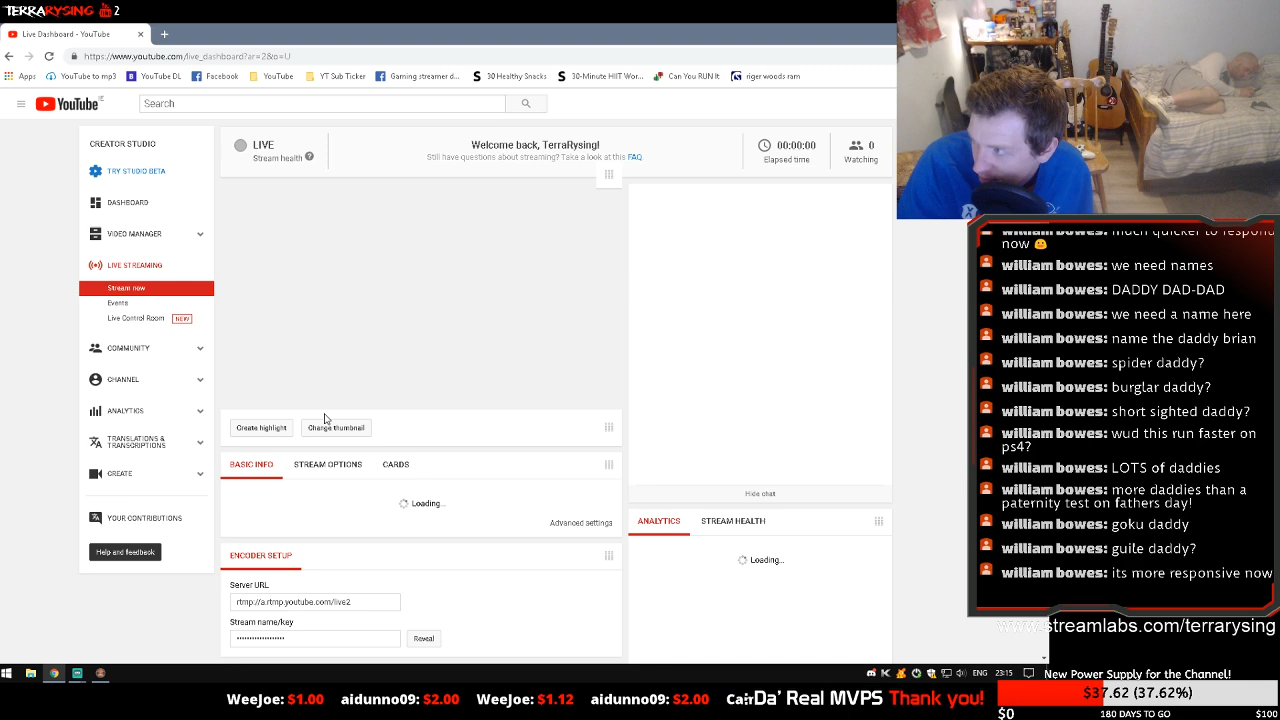 TERRARYSING 2
Live Dashboard - YouTube
https://www.youtube.com/live_dashboard?ar=2&o=U
Apps YouTube to mp3 YouTube DL Facebook YouTube YT Sub Ticker Gaming streamer d... 30 Healthy Snacks 30-Minute HIIT Wor... Can You RUN It riger woods ram
YouTube
Search
CREATOR STUDIO
TRY STUDIO BETA
DASHBOARD
VIDEO MANAGER
LIVE STREAMING
Stream now
Events
Live Control Room NEW
COMMUNITY
CHANNEL
ANALYTICS
TRANSLATIONS &
TRANSCRIPTIONS
CREATE
YOUR CONTRIBUTIONS
Help and feedback
LIVE
Stream health ?
Welcome back, TerraRysing!
Still have questions about streaming? Take a look at this FAQ.
00:00:00
Elapsed time
0
Watching
Create highlight Change thumbnail
BASIC INFO STREAM OPTIONS CARDS
Loading...
Advanced settings
ENCODER SETUP
Server URL
rtmp://a.rtmp.youtube.com/live2
Stream name/key
Reveal
Hide chat
ANALYTICS STREAM HEALTH
Loading...
william bowes: much quicker to respond
now
william bowes: we need names
william bowes: DADDY DAD-DAD
william bowes: we need a name here
william bowes: name the daddy brian
william bowes: spider daddy?
william bowes: burglar daddy?
william bowes: short sighted daddy?
william bowes: wud this run faster on
ps4?
william bowes: LOTS of daddies
william bowes: more daddies than a
paternity test on fathers day!
william bowes: goku daddy
william bowes: guile daddy?
william bowes: its more responsive now
www.streamlabs.com/terrarysing
ENG 23:15
New Power Supply for the Channel!
$37.62 (37.62%)
$0 180 DAYS TO GO $100
WeeJoe: $1.00 aidunno09: $2.00 WeeJoe: $1.12 aidunno09: $2.00
Da' Real MVPS Thank you!